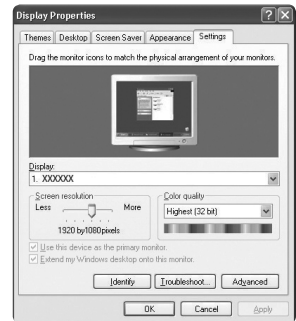 Display Properties
Themes Desktop Screen Saver Appearance Settings
Drag the monitor icons to match the physical arrangement of your monitors.
Display:
1. XXXXXX
Screen resolution
Less More
1920 by1080pixels
Color quality
Highest (32 bit)
Use this device as the primary monitor.
Extend my Windows desktop onto this monitor.
Identify Troubleshoot... Advanced
OK Cancel Apply